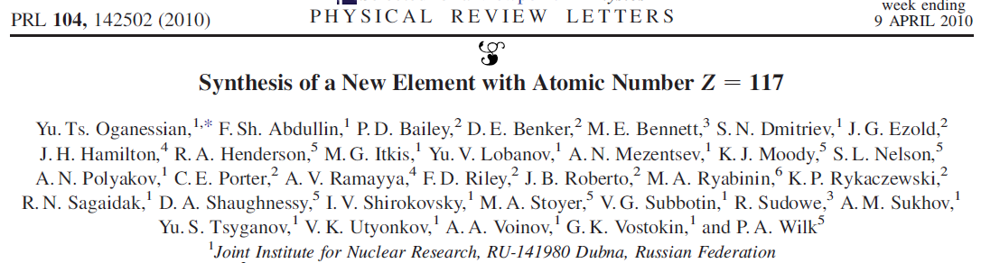 week ending
PRL 104, 142502 (2010) PHYSICAL REVIEW LETTERS 9 APRIL 2010
Synthesis of a New Element with Atomic Number Z = 117
Yu. Ts. Oganessian,1,* F. Sh. Abdullin,1 P. D. Bailey,2 D. E. Benker,2 M. E. Bennett,3 S. N. Dmitriev,1 J. G. Ezold,2
J. H. Hamilton,4 R. A. Henderson,5 M. G. Itkis,1 Yu. V. Lobanov,1 A. N. Mezentsev,1 K. J. Moody,5 S. L. Nelson,5
A. N. Polyakov,1 C. E. Porter,2 A. V. Ramayya,4 F. D. Riley,2 J. B. Roberto,2 M. A. Ryabinin,6 K. P. Rykaczewski,2
R. N. Sagaidak,1 D. A. Shaughnessy,5 I. V. Shirokovsky,1 M. A. Stoyer,5 V. G. Subbotin,1 R. Sudowe,3 A. M. Sukhov,1
Yu. S. Tsyganov,1 V. K. Utyonkov,1 A. A. Voinov,1 G. K. Vostokin,1 and P. A. Wilk5
1Joint Institute for Nuclear Research, RU-141980 Dubna, Russian Federation